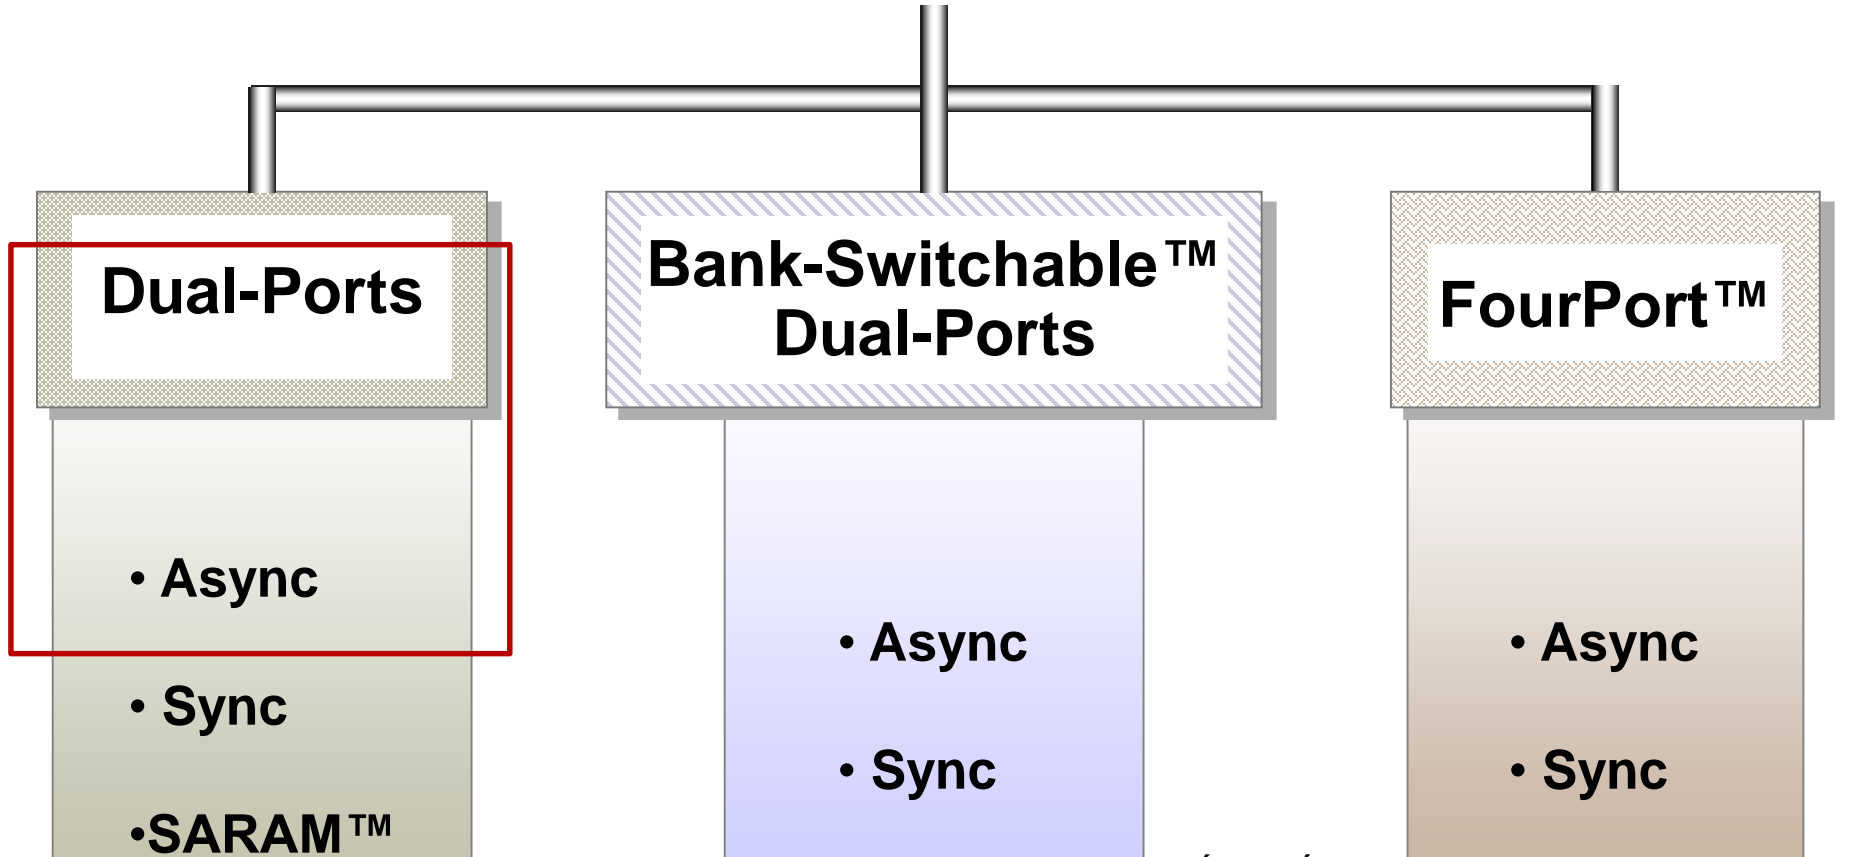 Dual-Ports
• Async
• Sync
•SARAM™
Bank-Switchable™
Dual-Ports
• Async
• Sync
FourPort™
• Async
• Sync